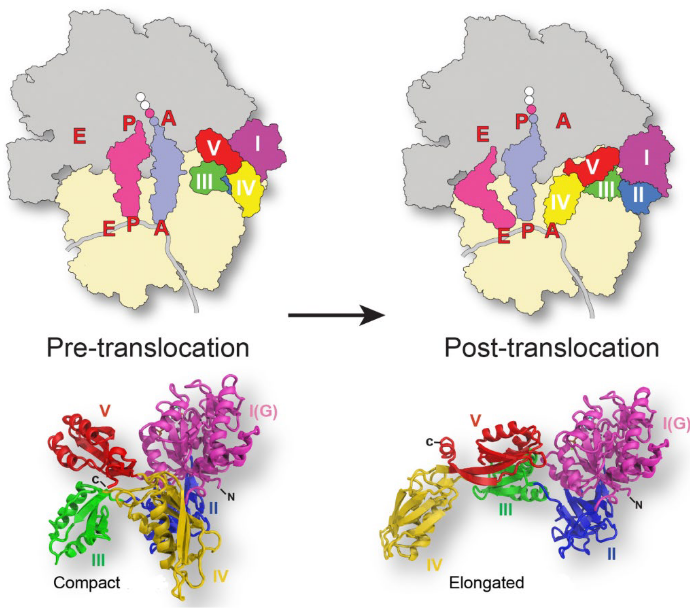 E P A
V I
III IV
E P A
E P A
V I
IV III II
E P A
Pre-translocation
Post-translocation
V
I(G)
C
N
II
III
IV
Compact
V
I(G)
C
N
III
IV
II
Elongated